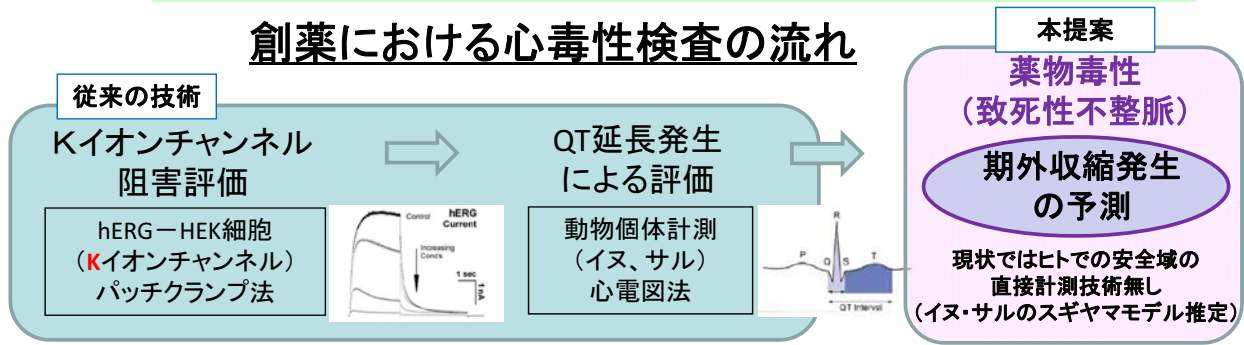 創薬における心毒性検査の流れ
従来の技術
Kイオンチャンネル
阻害評価
hERG－HEK細胞
（Kイオンチャンネル）
パッチクランプ法
Control
hERG
Current
Increasing
Conc's
1 sec
1 nA
QT延長発生
による評価
動物個体計測
（イヌ、サル）
心電図法
R
P
Q
S
T
QT Interval
本提案
薬物毒性
（致死性不整脈）
期外収縮発生
の予測
現状ではヒトでの安全域の
直接計測技術無し
（イヌ・サルのスギヤマモデル推定）